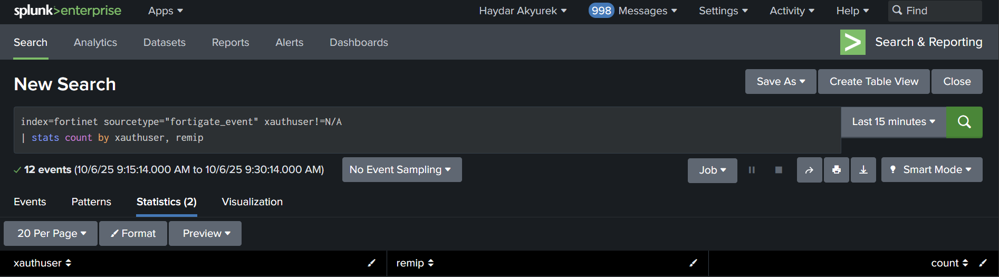 splunk>enterprise Apps Haydar Akyurek 998 Messages Settings Activity Help Find
Search Analytics Datasets Reports Alerts Dashboards Search & Reporting
New Search Save As Create Table View Close
index=fortinet sourcetype="fortigate_event" xauthuser!=N/A Last 15 minutes
| stats count by xauthuser, remip
12 events (10/6/25 9:15:14.000 AM to 10/6/25 9:30:14.000 AM) No Event Sampling Job Smart Mode
Events Patterns Statistics (2) Visualization
20 Per Page Format Preview
xauthuser remip count